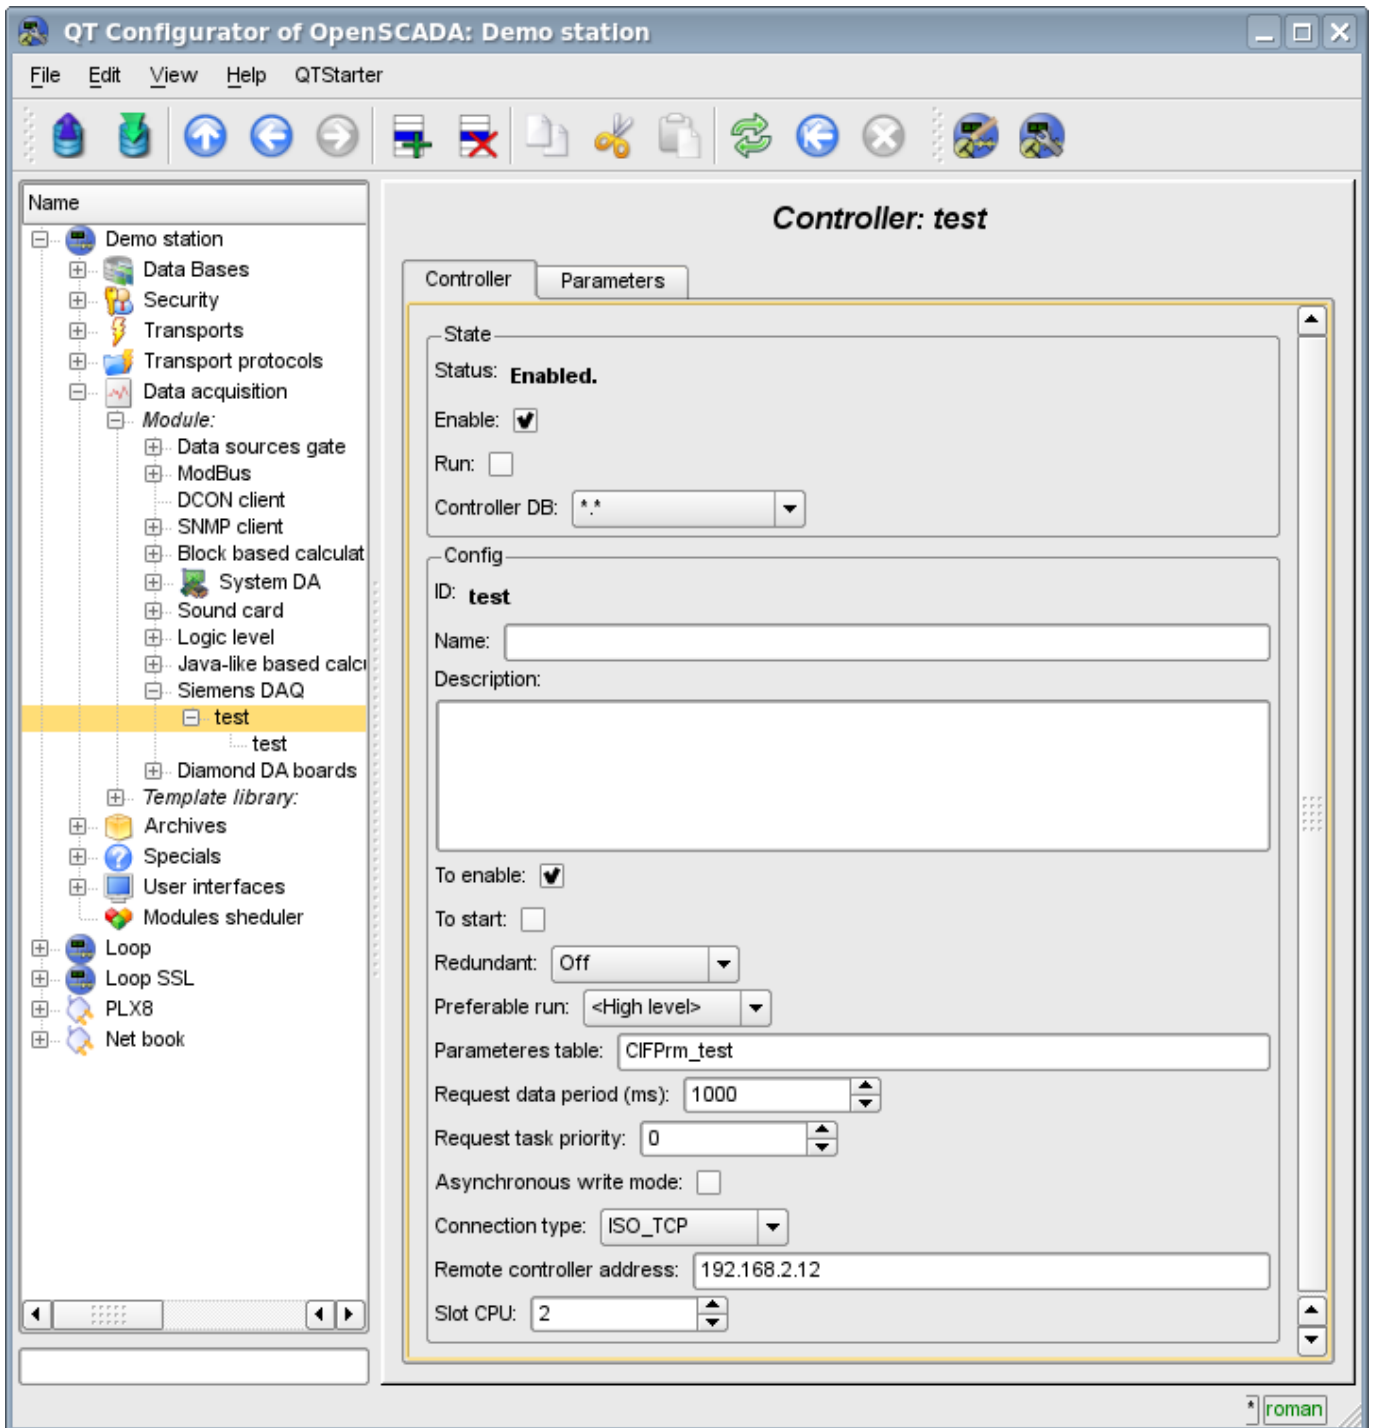 QT Configurator of OpenSCADA: Demo station
File Edit View Help QTStarter
Name
Demo station
Data Bases
Security
Transports
Transport protocols
Data acquisition
Module:
Data sources gate
ModBus
DCON client
SNMP client
Block based calculat
System DA
Sound card
Logic level
Java-like based calcu
Siemens DAQ
test
test
Diamond DA boards
Template library:
Archives
Specials
User interfaces
Modules sheduler
Loop
Loop SSL
PLX8
Net book
Controller: test
Controller Parameters
State
Status: Enabled.
Enable:
Run:
Controller DB: *.*
Config
ID: test
Name:
Description:
To enable:
To start:
Redundant: Off
Preferable run: <High level>
Parameteres table: CIFPrm_test
Request data period (ms): 1000
Request task priority: 0
Asynchronous write mode:
Connection type: ISO_TCP
Remote controller address: 192.168.2.12
Slot CPU: 2
* roman